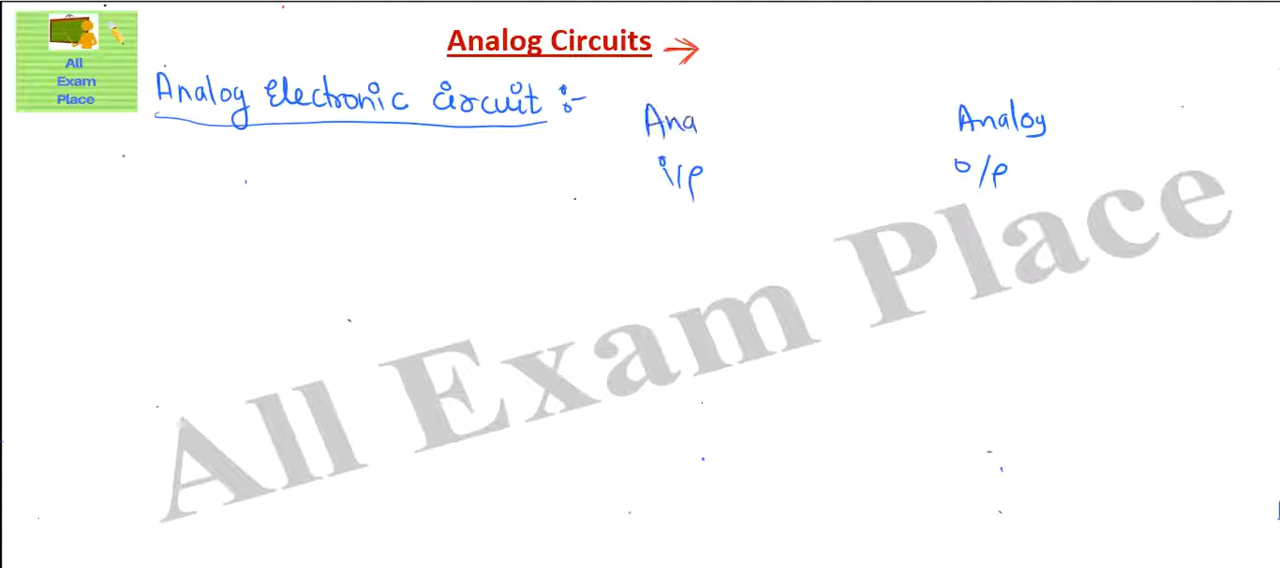 All
Exam
Place
Analog Circuits →
Analog Electronic Circuit :-
Ana
i/p
Analog
o/p
All Exam Place